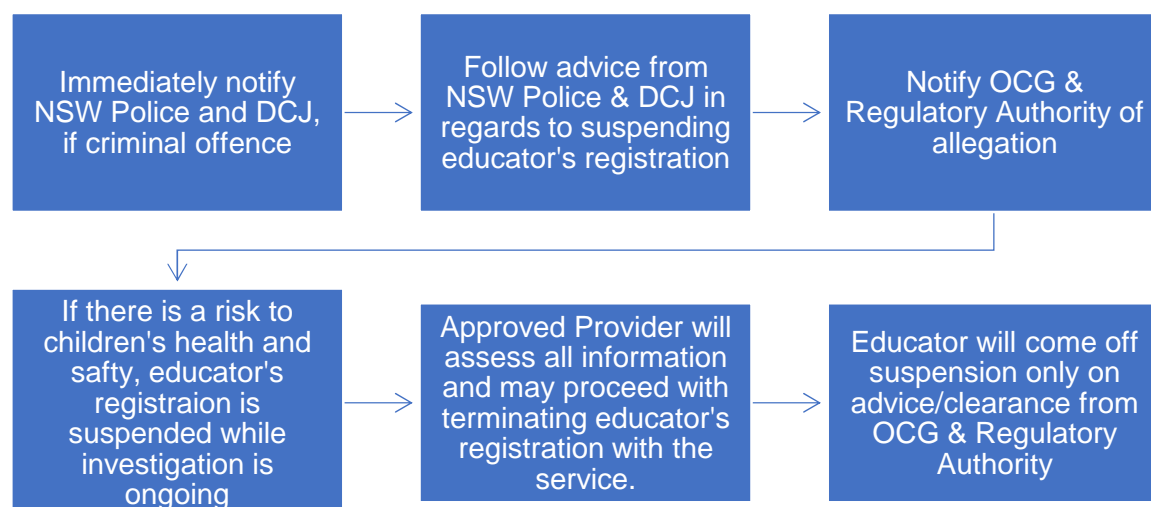 Immediately notify
NSW Police and DCJ,
if criminal offence
Follow advice from
NSW Police & DCJ in
regards to suspending
educator's registration
Notify OCG &
Regulatory Authority of
allegation
If there is a risk to
children's health and
safty, educator's
registraion is
suspended while
investigation is
ongoing
Approved Provider will
assess all information
and may proceed with
terminating educator's
registration with the
service.
Educator will come off
suspension only on
advice/clearance from
OCG & Regulatory
Authority